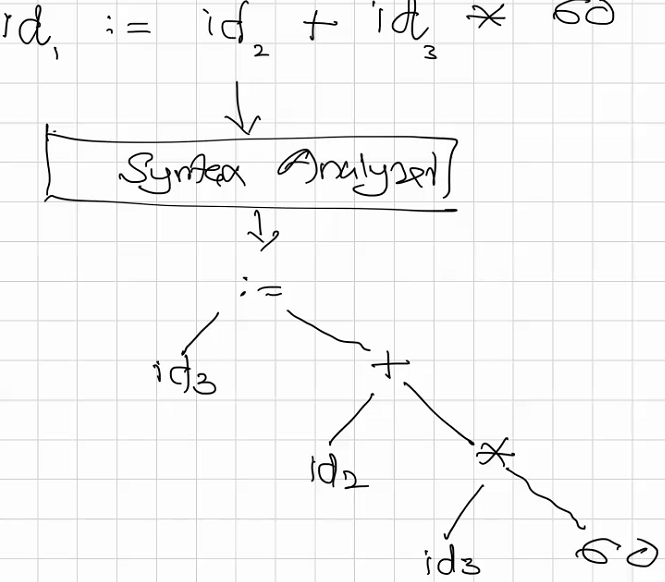 id₁ := id₂ + id₃ * 60
Syntax Analyzer
:=
id3 +
id2 *
id3 60